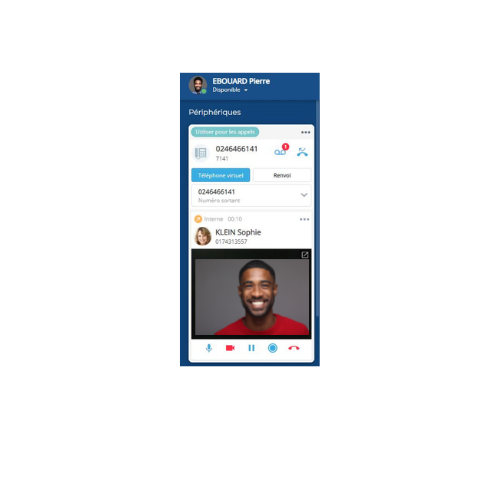 EBOUARD Pierre
Disponible
Périphériques
Utiliser pour les appels
0246466141
T141
1
Téléphone virtuel
Renvoi
0246466141
Numéro sortant
Interne 00:10
KLEIN Sophie
0174313557